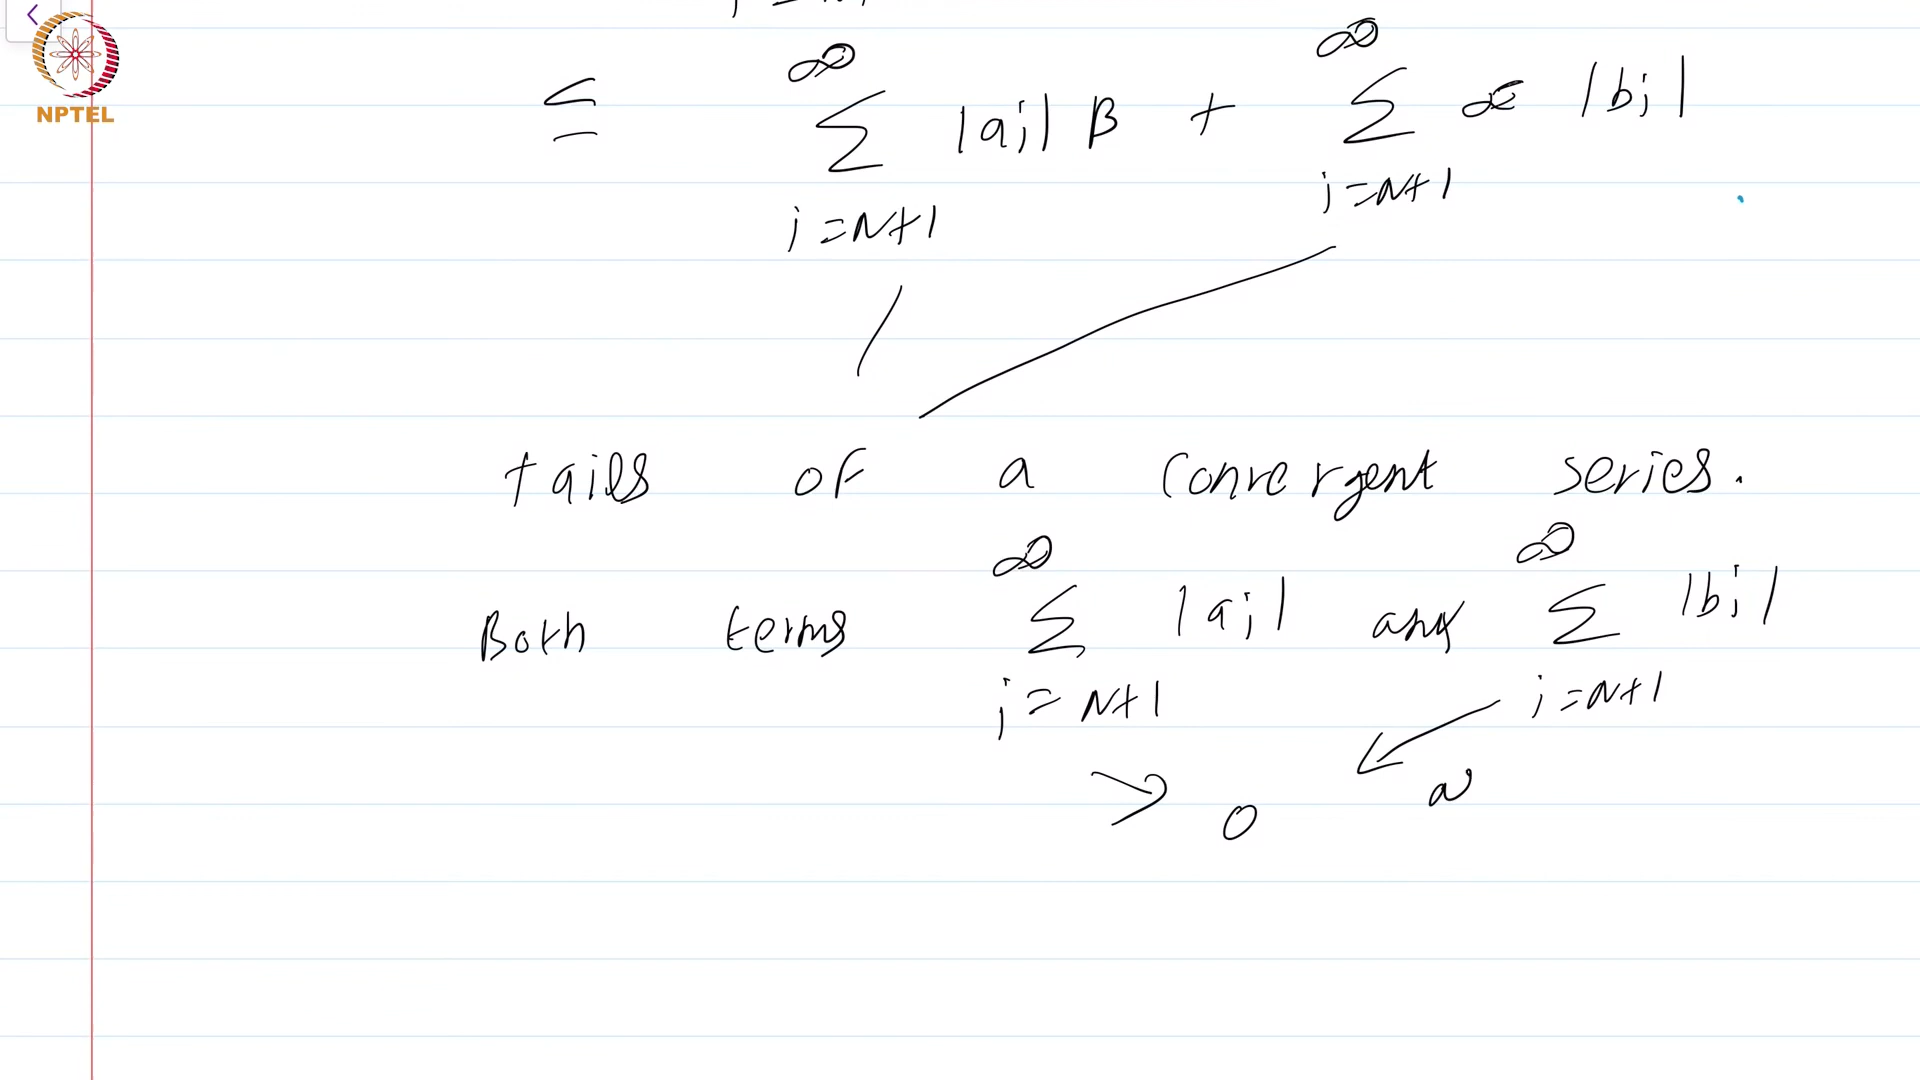 NPTEL
≤ ∞ ∑ j=N+1 |aj| β + ∞ ∑ j=N+1 α |bj|
tails of a convergent series.
Both terms ∞ ∑ j=N+1 |aj| and ∞ ∑ j=N+1 |bj|
→ 0